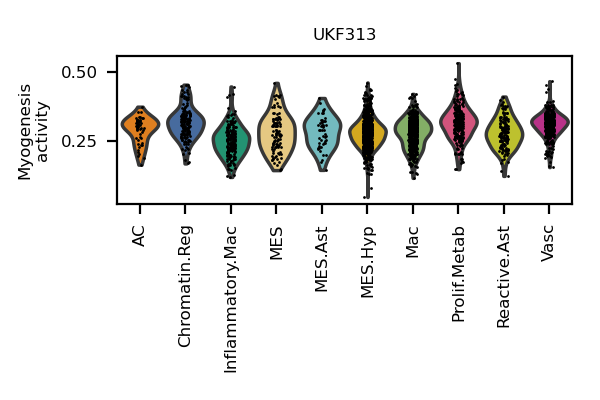 UKF313
Myogenesis
activity
0.50
0.25
AC
Chromatin.Reg
Inflammatory.Mac
MES
MES.Ast
MES.Hyp
Mac
Prolif.Metab
Reactive.Ast
Vasc